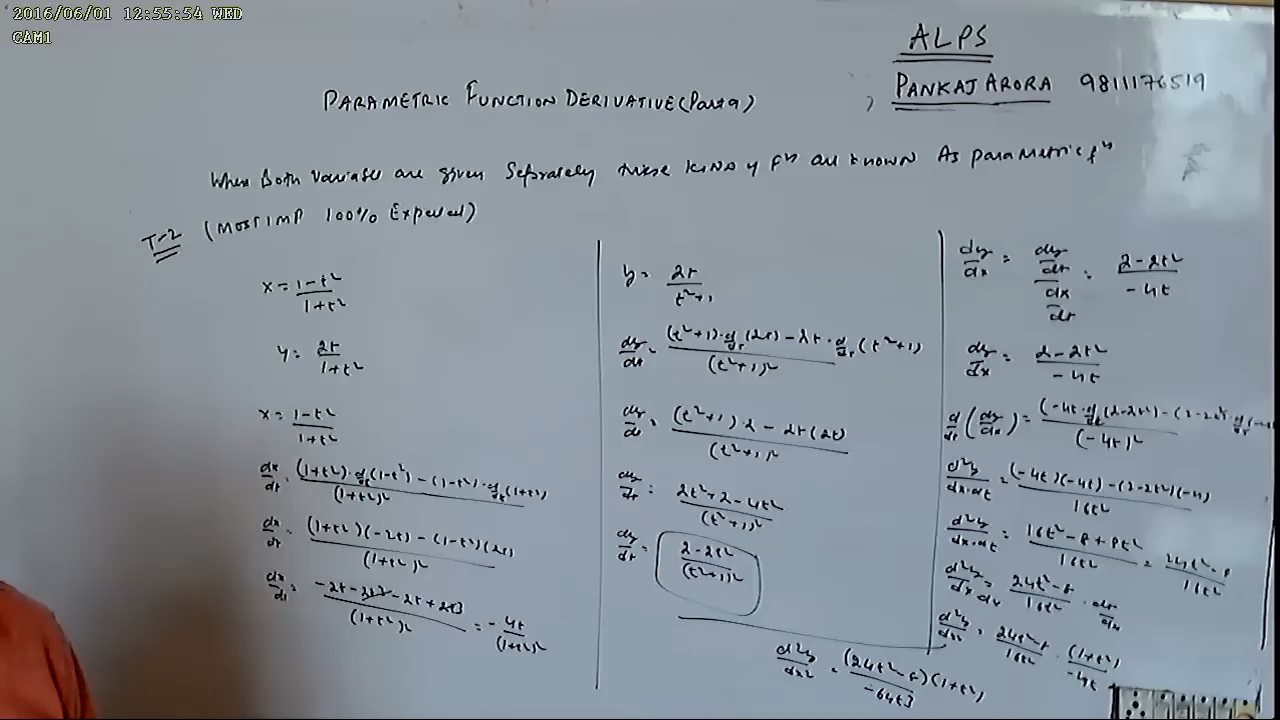 2016/06/01 12:55:54 WED
CAM1
ALPS
PANKAJ ARORA 9811176519
PARAMETRIC FUNCTION DERIVATIVE (Part 9)
When Both variables are given Seprately these kind of fⁿ are known As parametric fⁿ
T-2 (MOST IMP 100% Expected)
x = (1-t²)/(1+t²)
y = 2t/(1+t²)
x = (1-t²)/(1+t²)
dx/dt = ((1+t²)·d/dt(1-t²) - (1-t²)·d/dt(1+t²))/(1+t²)²
dx/dt = ((1+t²)(-2t) - (1-t²)(2t))/(1+t²)²
dx/dt = (-2t-2t³-2t+2t³)/(1+t²)² = -4t/(1+t²)²
y = 2t/(t²+1)
dy/dt = ((t²+1)·d/dt(2t) - 2t·d/dt(t²+1))/(t²+1)²
dy/dt = ((t²+1)·2 - 2t(2t))/(t²+1)²
dy/dt = (2t²+2-4t²)/(t²+1)²
dy/dt = (2-2t²)/(t²+1)²
dy/dx = (dy/dt)/(dx/dt) = (2-2t²)/(-4t)
dy/dx = (2-2t²)/(-4t)
d/dt(dy/dx) = ((-4t·d/dt(2-2t²) - (2-2t²)·d/dt(-4t)/(-4t)²
d²y/dx·dt = ((-4t)(-4t) - (2-2t²)(-4))/16t²
d²y/dx·dt = (16t²-8+8t²)/16t² = (24t²-8)/16t²
d²y/dx dx = (24t²-8)/16t² · dt/dx
d²y/dx² = (24t²-8)/16t² · (1+t²)/-4t
d²y/dx² = (24t²-8)(1+t²)/-64t³